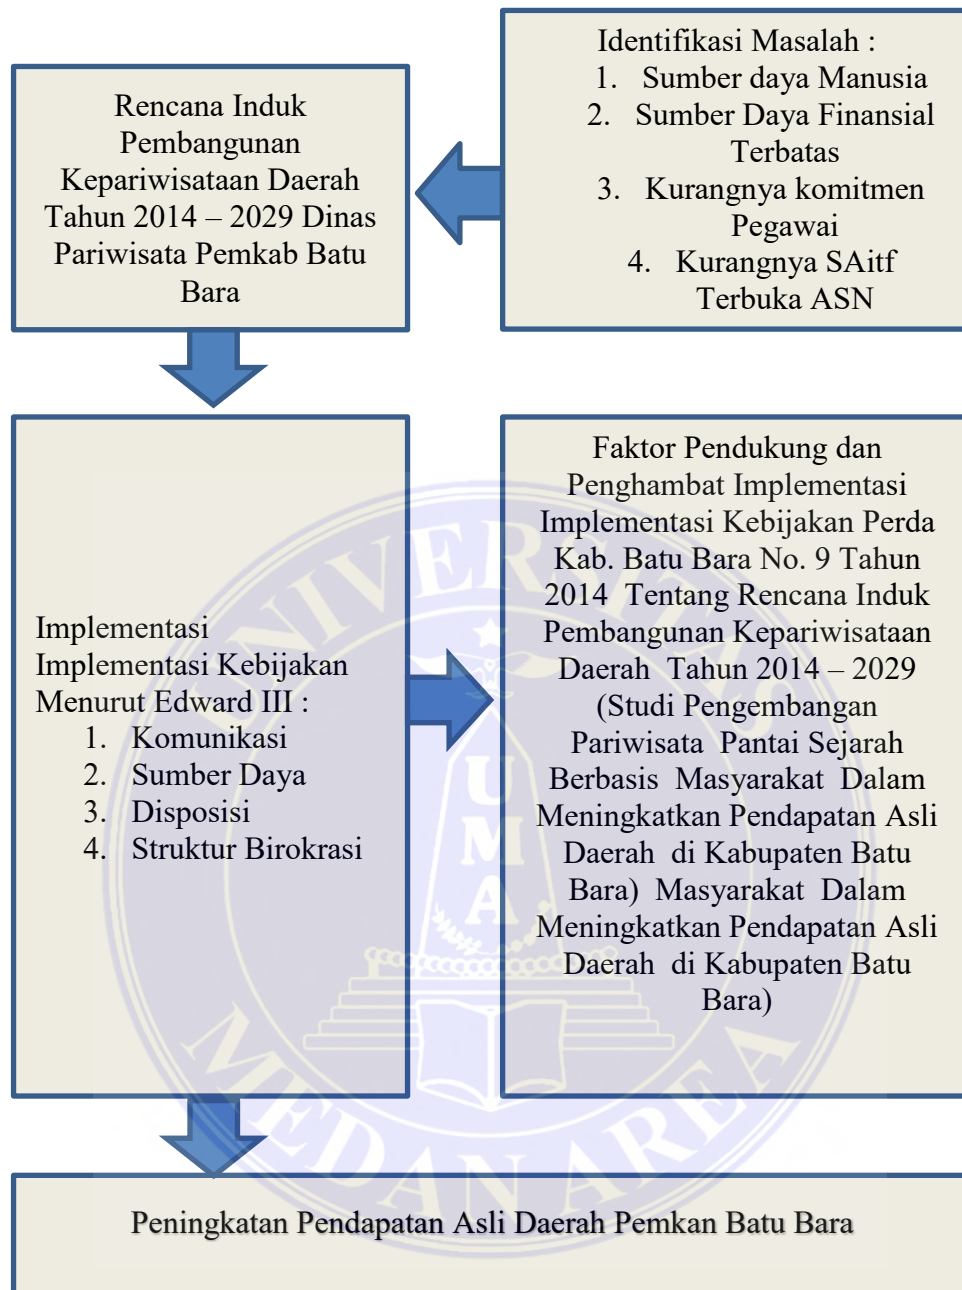 Identifikasi Masalah :
1. Sumber daya Manusia
2. Sumber Daya Finansial
Terbatas
3. Kurangnya komitmen
Pegawai
4. Kurangnya SAitf
Terbuka ASN
Rencana Induk
Pembangunan
Kepariwisataan Daerah
Tahun 2014 – 2029 Dinas
Pariwisata Pemkab Batu
Bara
Implementasi
Implementasi Kebijakan
Menurut Edward III :
1. Komunikasi
2. Sumber Daya
3. Disposisi
4. Struktur Birokrasi
Faktor Pendukung dan
Penghambat Implementasi
Implementasi Kebijakan Perda
Kab. Batu Bara No. 9 Tahun
2014 Tentang Rencana Induk
Pembangunan Kepariwisataan
Daerah Tahun 2014 – 2029
(Studi Pengembangan
Pariwisata Pantai Sejarah
Berbasis Masyarakat Dalam
Meningkatkan Pendapatan Asli
Daerah di Kabupaten Batu
Bara) Masyarakat Dalam
Meningkatkan Pendapatan Asli
Daerah di Kabupaten Batu
Bara)
Peningkatan Pendapatan Asli Daerah Pemkan Batu Bara
UNIVERSITAS
UMA
MEDAN AREA